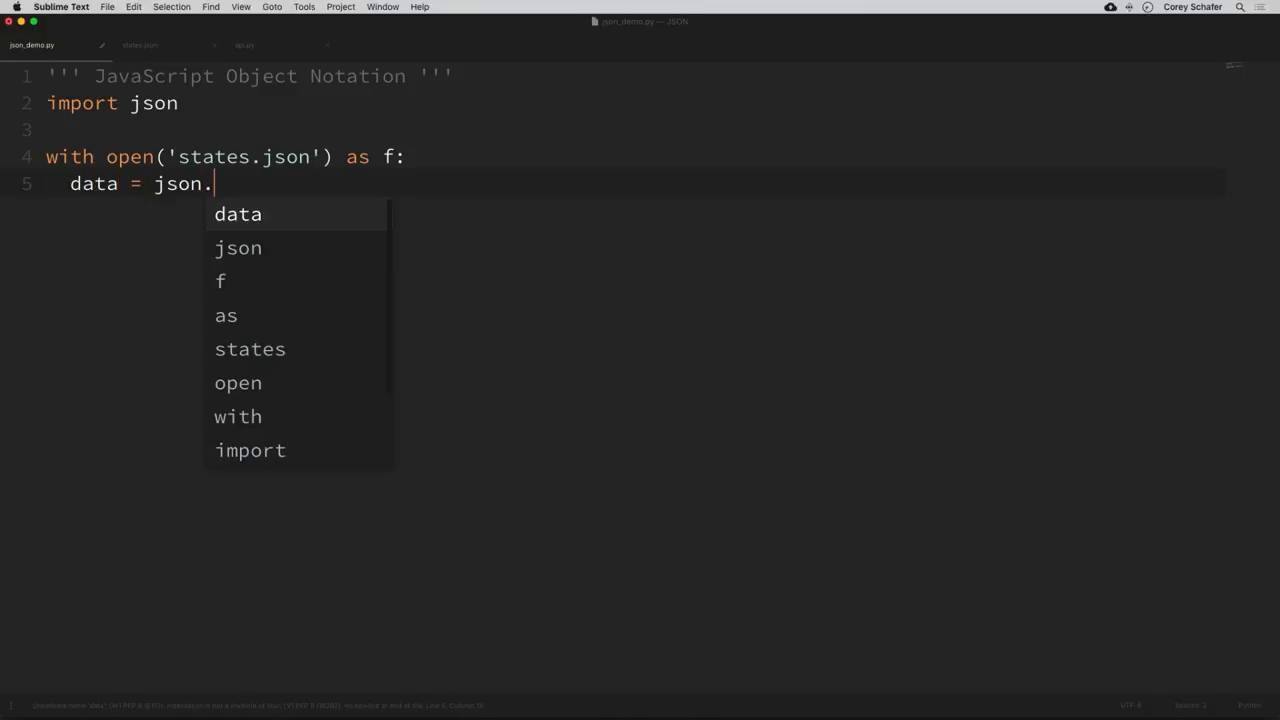 Sublime Text File Edit Selection Find View Goto Tools Project Window Help Corey Schafer
json_demo.py — JSON
json_demo.py states.json api.py
1 ''' JavaScript Object Notation '''
2 import json
3
4 with open('states.json') as f:
5 data = json.
data
json
f
as
states
open
with
import
UTF-8 Spaces: 2 Python